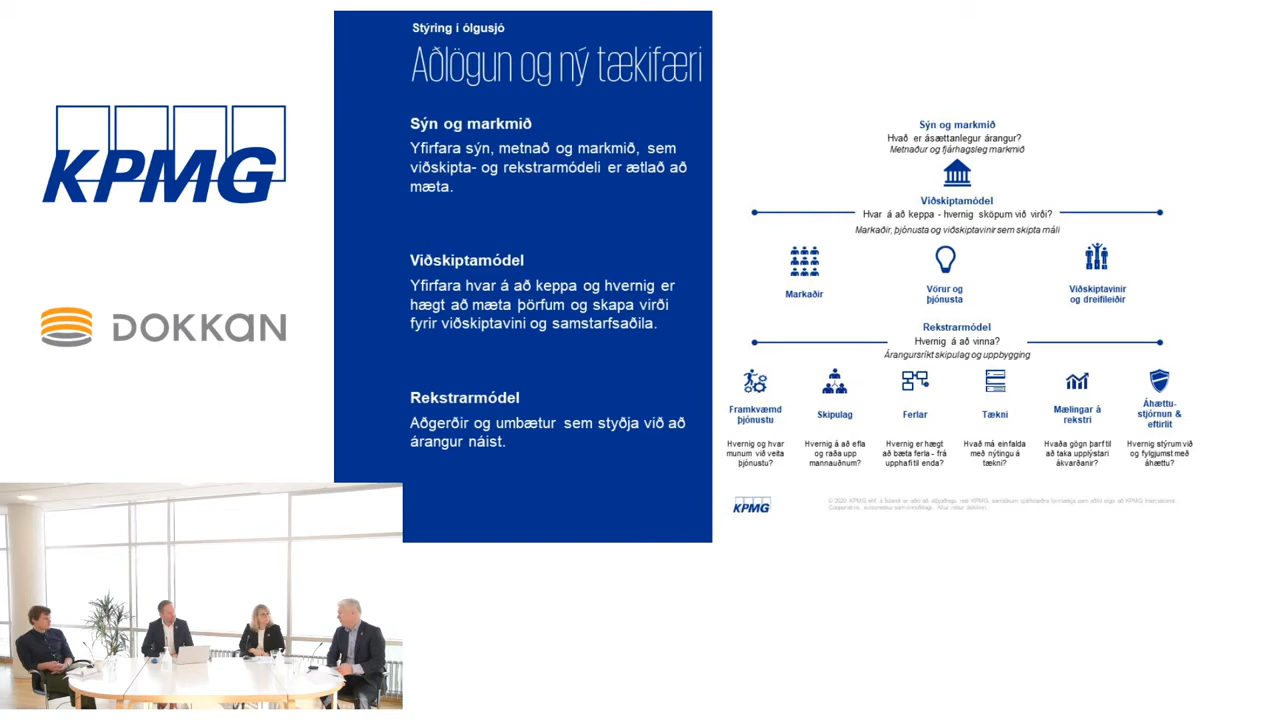 KPMG
DOKKAN
Stýring í ólgusjó
Aðlögun og ný tækifæri
Sýn og markmið
Yfirfara sýn, metnað og markmið, sem
viðskipta- og rekstrarmódeli er ætlað að
mæta.
Viðskiptamódel
Yfirfara hvar á að keppa og hvernig er
hægt að mæta þörfum og skapa virði
fyrir viðskiptavini og samstarfsaðila.
Rekstrarmódel
Aðgerðir og umbætur sem styðja við að
árangur náist.
Sýn og markmið
Hvað er ásættanlegur árangur?
Metnaður og fjárhagsleg markmið
Viðskiptamódel
Hvar á að keppa - hvernig sköpum við virði?
Markaðir, þjónusta og viðskiptavinir sem skipta máli
Markaðir
Vörur og
þjónusta
Viðskiptavinir
og dreifileiðir
Rekstrarmódel
Hvernig á að vinna?
Árangursríkt skipulag og uppbygging
Framkvæmd
þjónustu
Skipulag
Ferlar
Tækni
Mælingar á
rekstri
Áhættu-
stjórnun &
eftirlit
Hvernig og hvar
munum við veita
þjónustu?
Hvernig á að efla
og raða upp
mannauðnum?
Hvernig er hægt
að bæta ferla - frá
upphafi til enda?
Hvað má einfalda
með nýtingu á
tækni?
Hvaða gögn þarf til
að taka upplýstari
ákvarðanir?
Hvernig stýrum við
og fylgjumst með
áhættu?
KPMG